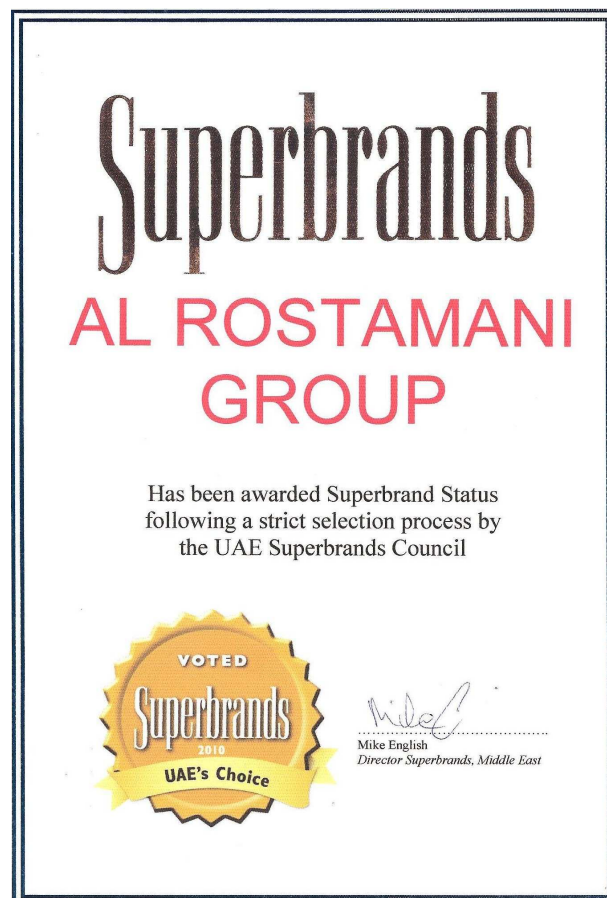 Superbrands
AL ROSTAMANI
GROUP
Has been awarded Superbrand Status
following a strict selection process by
the UAE Superbrands Council
VOTED
Superbrands
2010
UAE's Choice
Mike English
Director Superbrands, Middle East